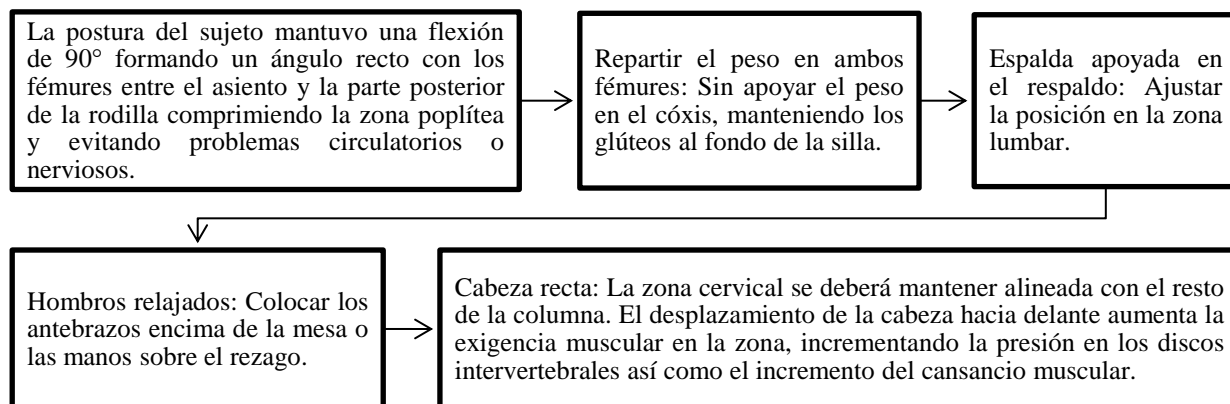 La postura del sujeto mantuvo una flexión
de 90° formando un ángulo recto con los
fémures entre el asiento y la parte posterior
de la rodilla comprimiendo la zona poplítea
y evitando problemas circulatorios o
nerviosos.
Repartir el peso en ambos
fémures: Sin apoyar el peso
en el cóxis, manteniendo los
glúteos al fondo de la silla.
Espalda apoyada en
el respaldo: Ajustar
la posición en la zona
lumbar.
Hombros relajados: Colocar los
antebrazos encima de la mesa o
las manos sobre el rezago.
Cabeza recta: La zona cervical se deberá mantener alineada con el resto
de la columna. El desplazamiento de la cabeza hacia delante aumenta la
exigencia muscular en la zona, incrementando la presión en los discos
intervertebrales así como el incremento del cansancio muscular.